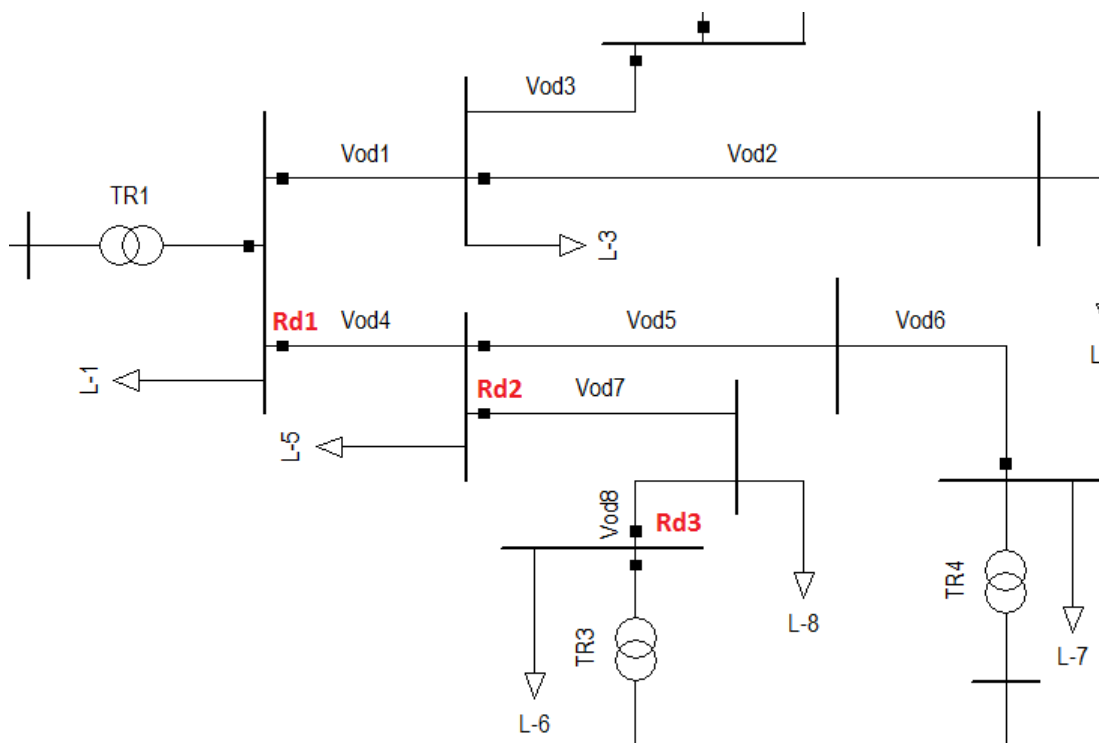 Vod3
Vod1
Vod2
TR1
L-3
Rd1
Vod4
Vod5
Vod6
L-1
Rd2
Vod7
L
L-5
Vod8
Rd3
TR3
L-8
TR4
L-7
L-6